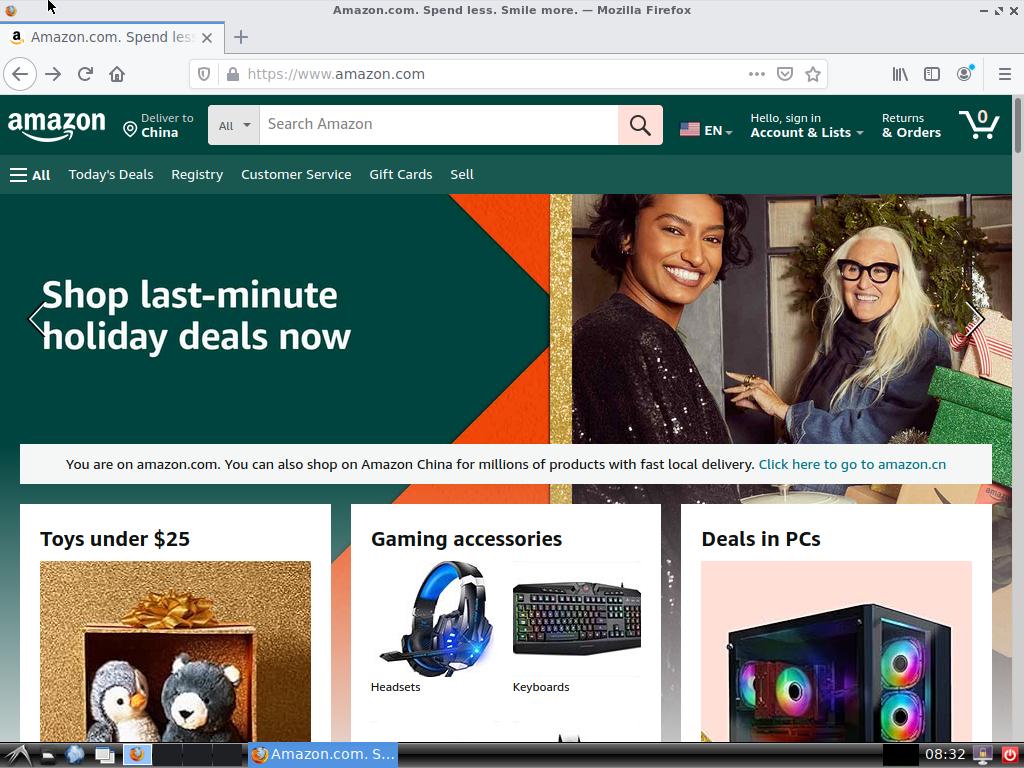 Amazon.com. Spend less. Smile more. — Mozilla Firefox
Amazon.com. Spend les
https://www.amazon.com
amazon
Deliver to
China
All
Search Amazon
EN
Hello, sign in
Account & Lists
Returns
& Orders
0
All
Today's Deals
Registry
Customer Service
Gift Cards
Sell
Shop last-minute
holiday deals now
You are on amazon.com. You can also shop on Amazon China for millions of products with fast local delivery. Click here to go to amazon.cn
Toys under $25
Gaming accessories
Deals in PCs
Headsets
Keyboards
Amazon.com. S...
08:32